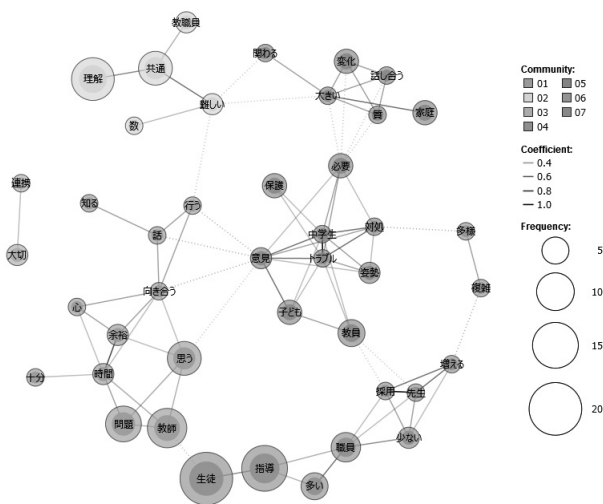 教職員
共通
理解
難しい
数
関わる
変化
話し合う
大きい
質
家庭
必要
保護
連携
大切
知る
行う
話
中学生
対処
意見
トラブル
姿勢
多様
複雑
向き合う
心
余裕
時間
十分
思う
子ども
教員
増える
採用
先生
少ない
問題
教師
生徒
指導
職員
多い
Community:
01 05
02 06
03 07
04
Coefficient:
0.4
0.6
0.8
1.0
Frequency:
5
10
15
20